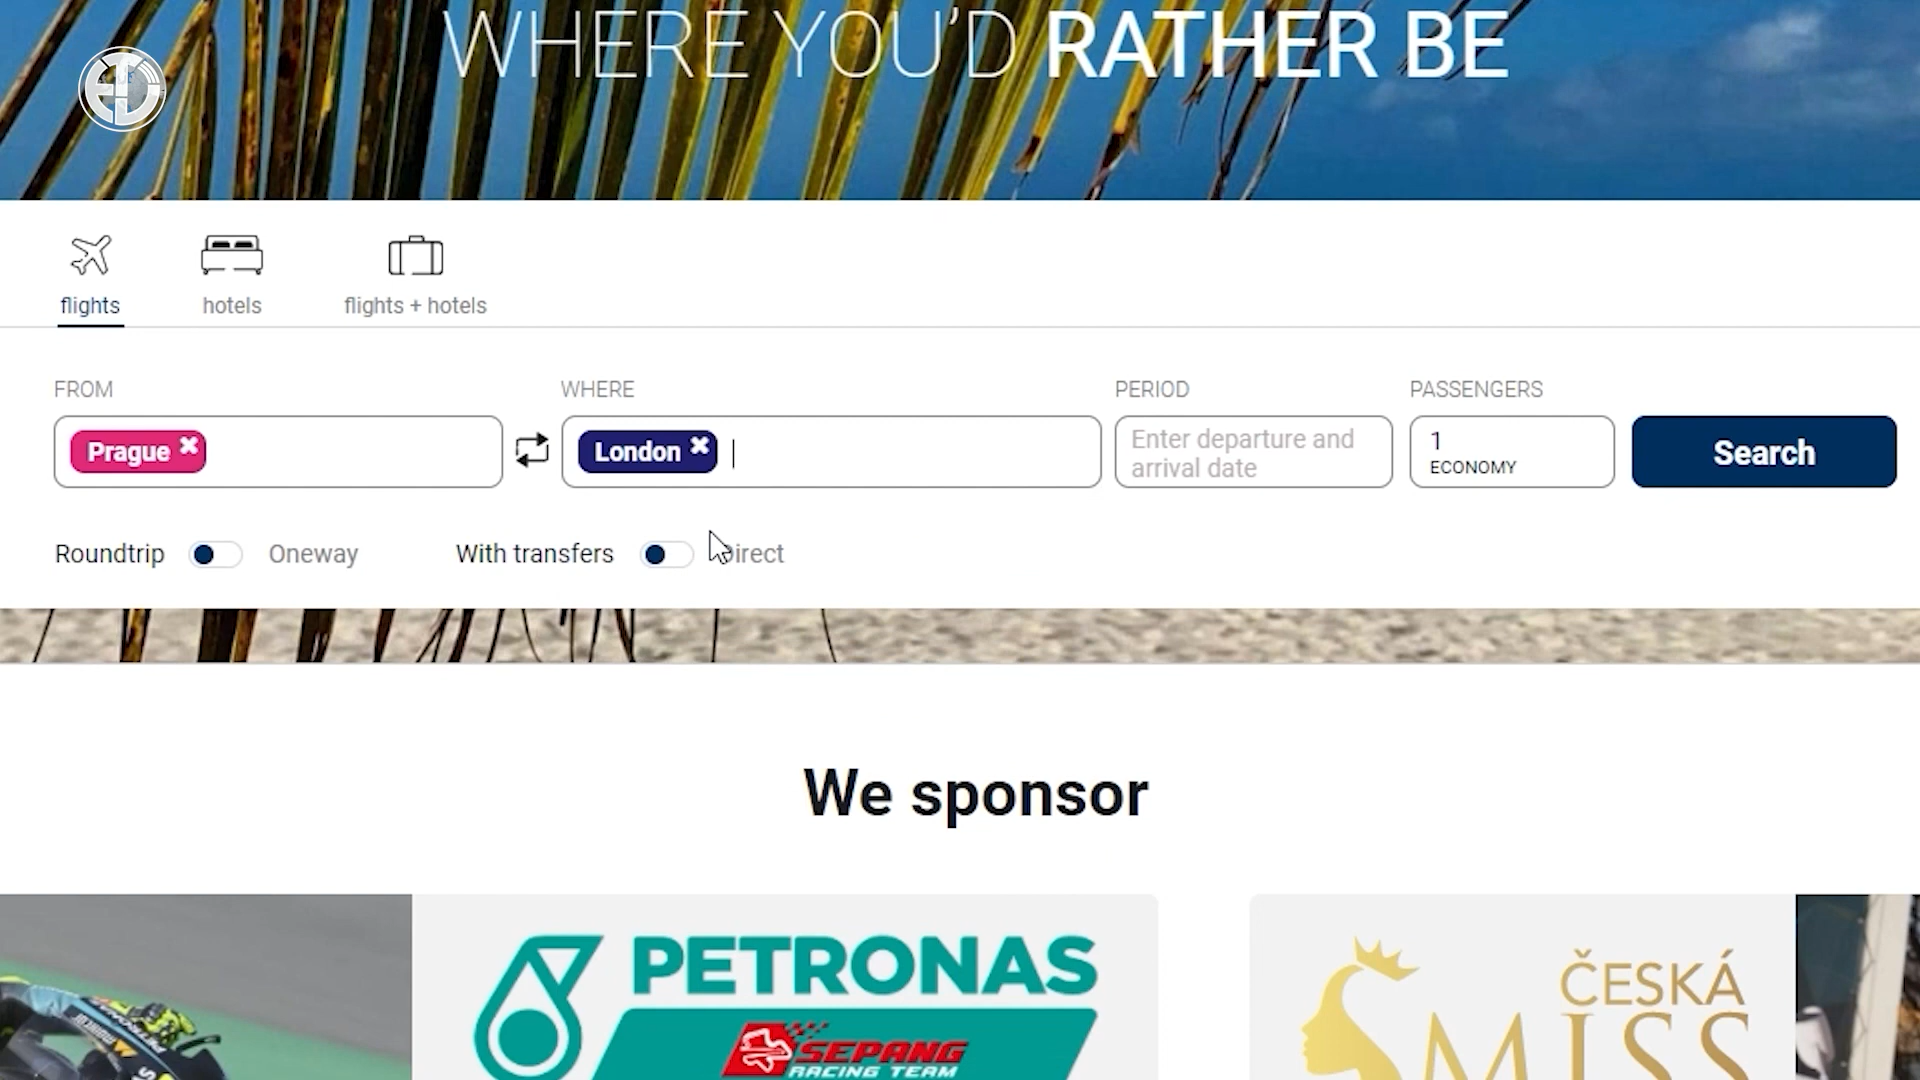 WHERE YOU'D RATHER BE
flights
hotels
flights + hotels
FROM
WHERE
PERIOD
PASSENGERS
Prague
London
Enter departure and
arrival date
1
ECONOMY
Search
Roundtrip
Oneway
With transfers
Direct
We sponsor
PETRONAS
SEPANG
RACING TEAM
ČESKÁ
MISS